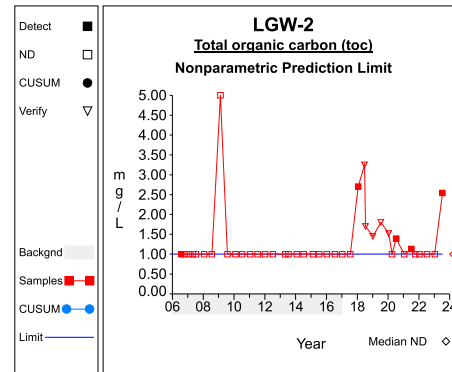 Detect
ND
CUSUM
Verify
Backgnd
Samples
CUSUM
Limit
LGW-2
Total organic carbon (toc)
Nonparametric Prediction Limit
mg/L
5.00
4.50
4.00
3.50
3.00
2.50
2.00
1.50
1.00
0.50
0.00
06 08 10 12 14 16 18 20 22 24
Year
Median ND